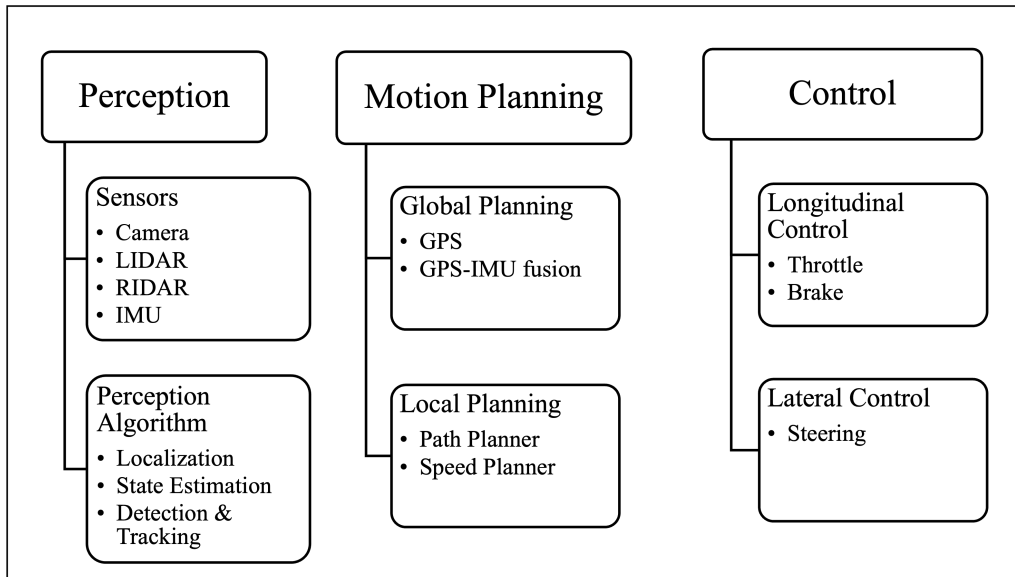 Perception
Sensors
• Camera
• LIDAR
• RIDAR
• IMU
Perception
Algorithm
• Localization
• State Estimation
• Detection &
Tracking
Motion Planning
Global Planning
• GPS
• GPS-IMU fusion
Local Planning
• Path Planner
• Speed Planner
Control
Longitudinal
Control
• Throttle
• Brake
Lateral Control
• Steering